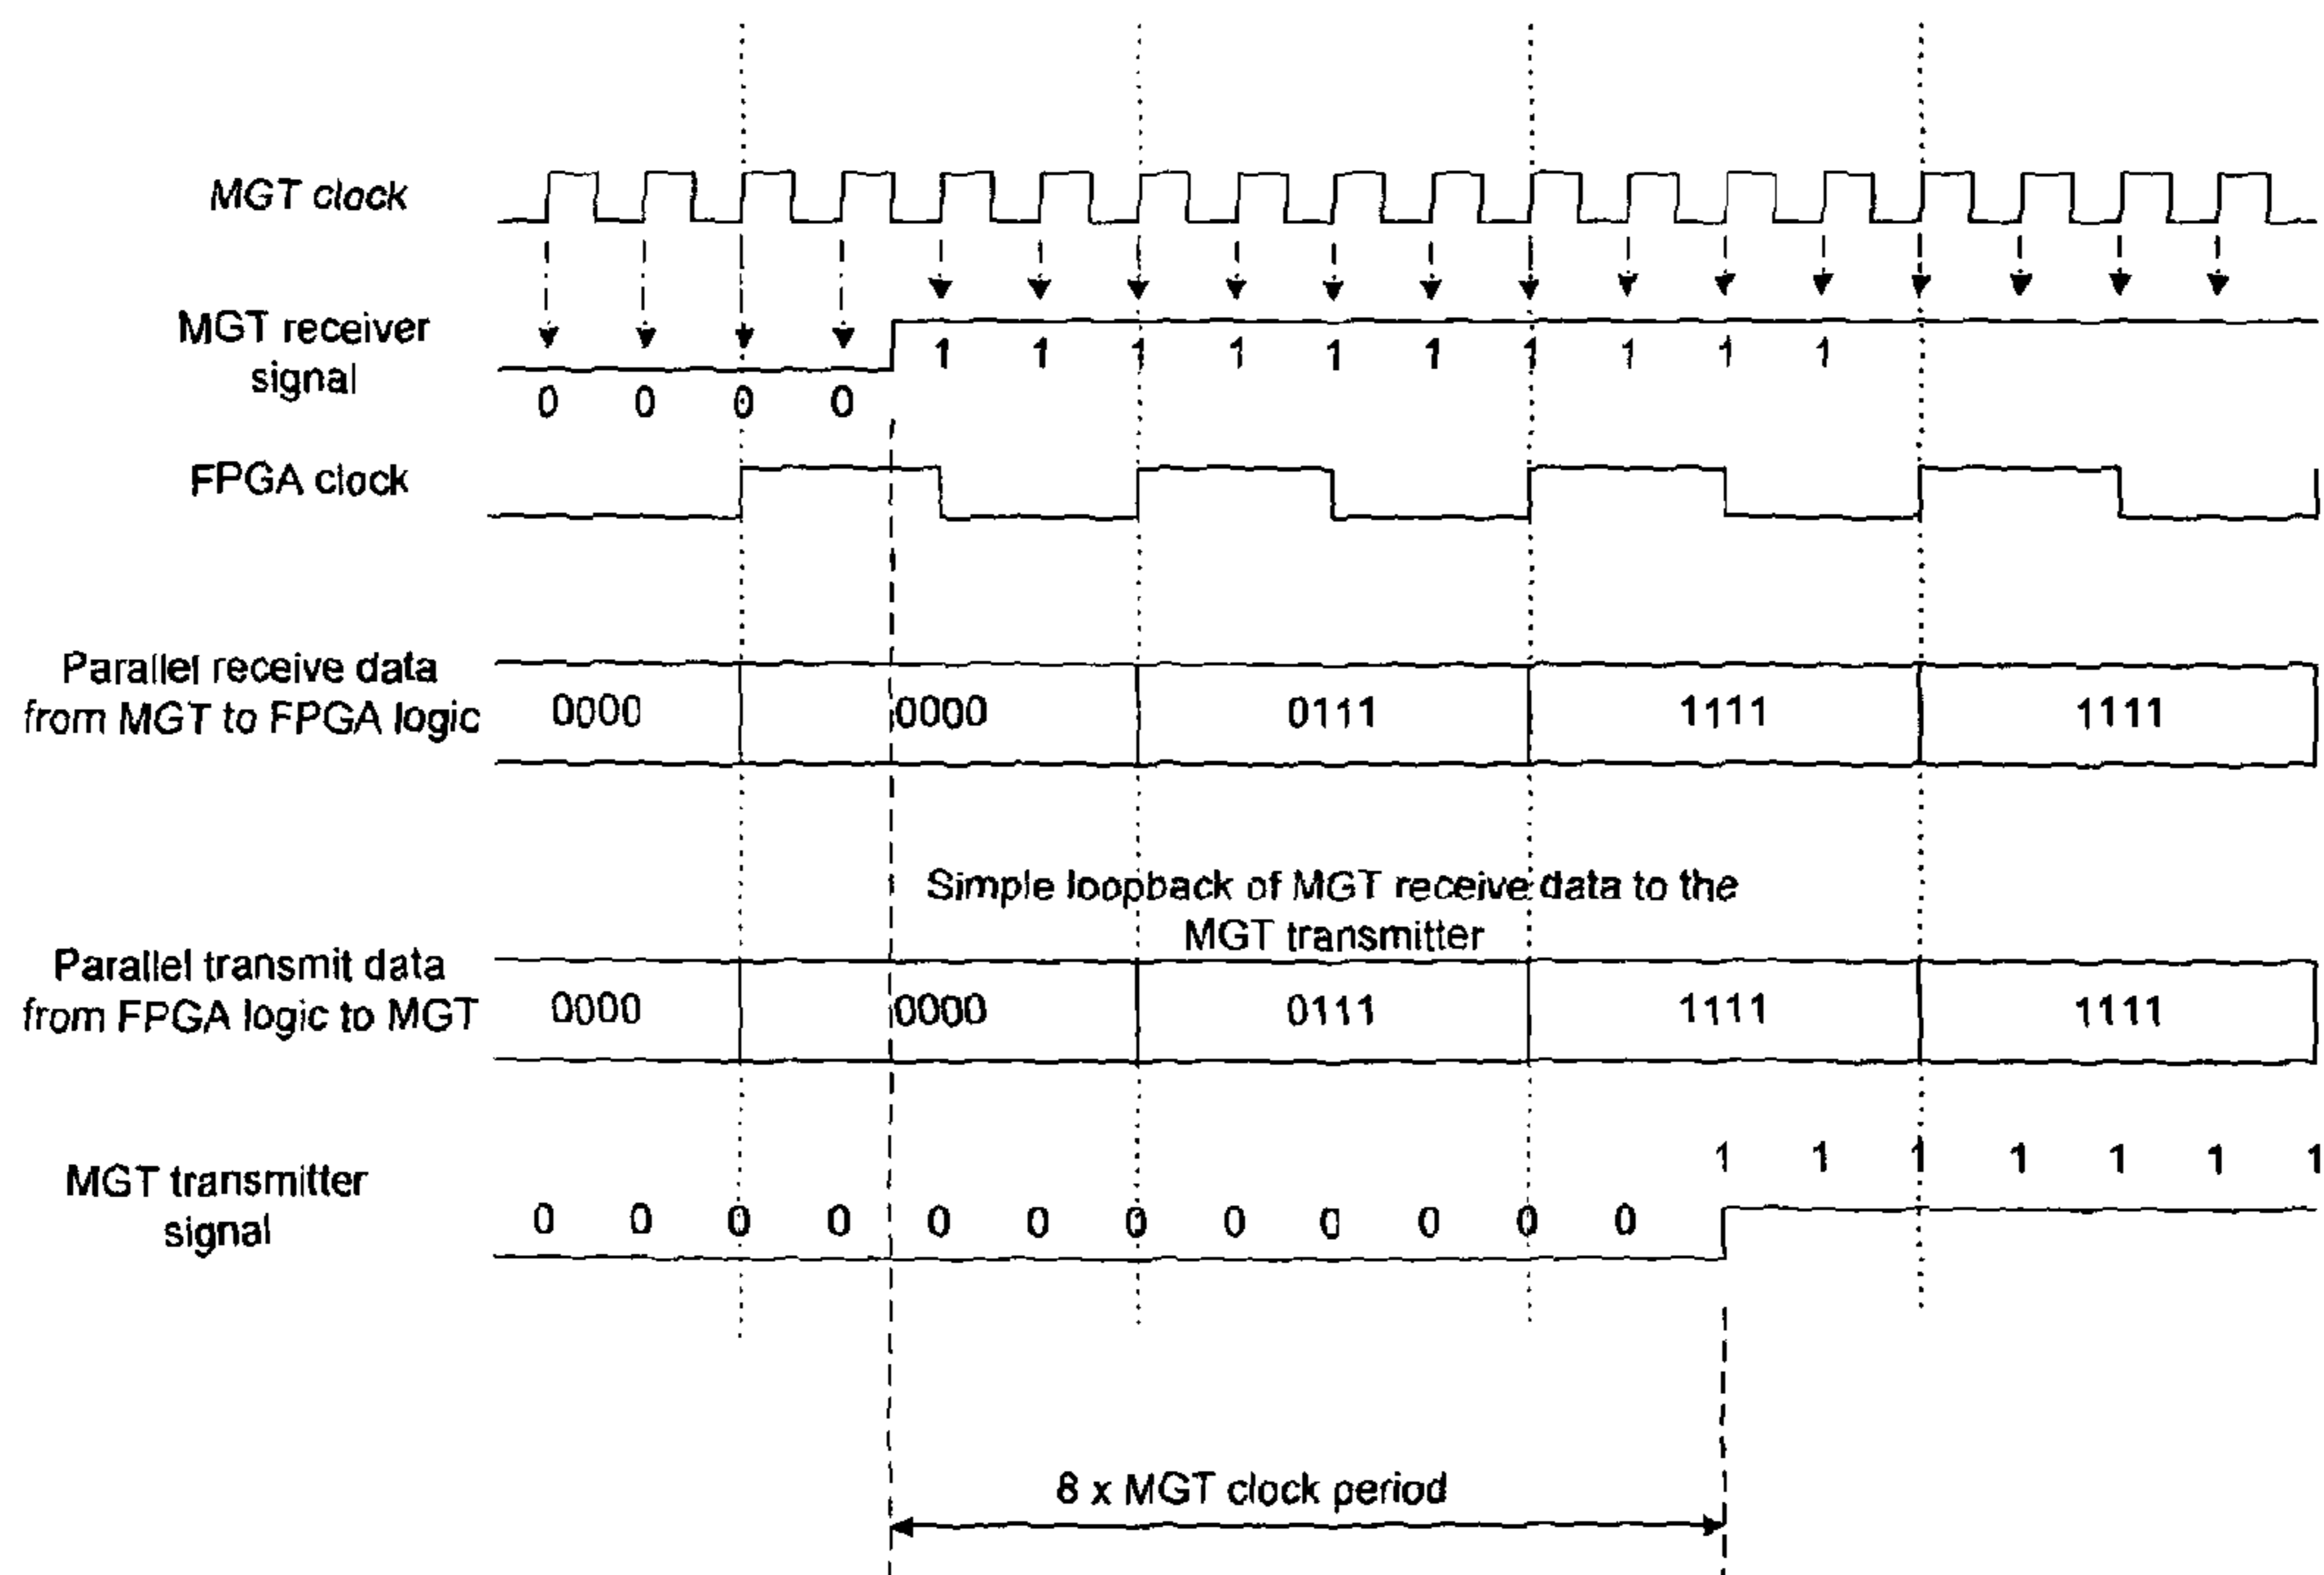 MGT clock
MGT receiver
signal
1 1 1 1 1 1 1 1 1 1
0 0 0 0
FPGA clock
Parallel receive data
from MGT to FPGA logic
0000 0000 0111 1111 1111
Simple loopback of MGT receive data to the
MGT transmitter
Parallel transmit data
from FPGA logic to MGT
0000 0000 0111 1111 1111
MGT transmitter
signal
1 1 1 1 1 1 1
0 0 0 0 0 0 0 0 0 0 0 0
8 x MGT clock period